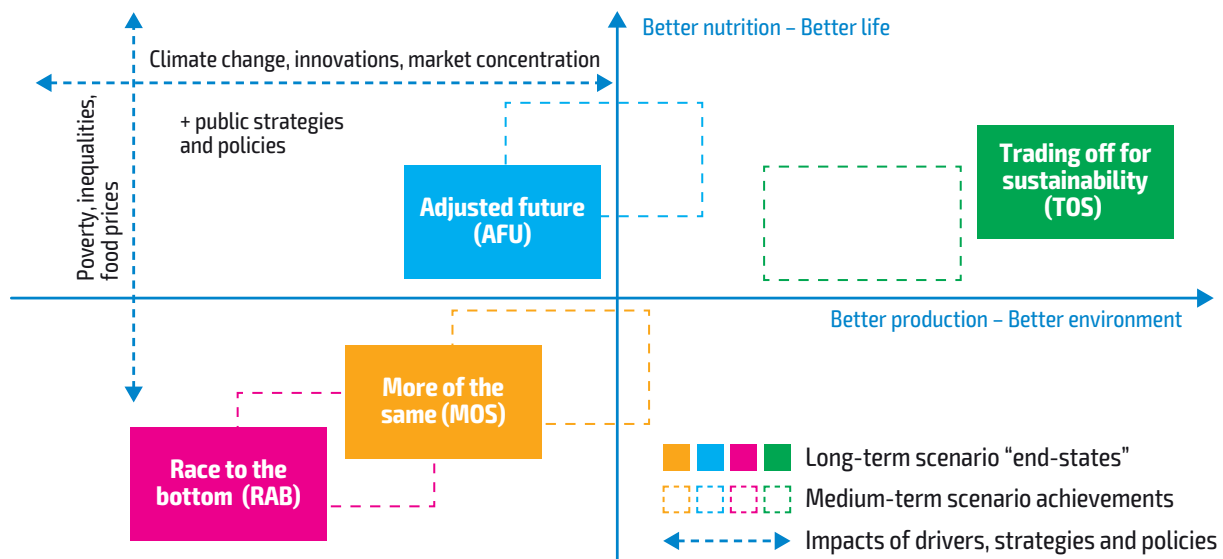 Better nutrition – Better life
Climate change, innovations, market concentration
+ public strategies
and policies
Poverty, inequalities,
food prices
Adjusted future
(AFU)
Trading off for
sustainability
(TOS)
Better production – Better environment
More of the
same (MOS)
Race to the
bottom (RAB)
Long-term scenario “end-states”
Medium-term scenario achievements
Impacts of drivers, strategies and policies